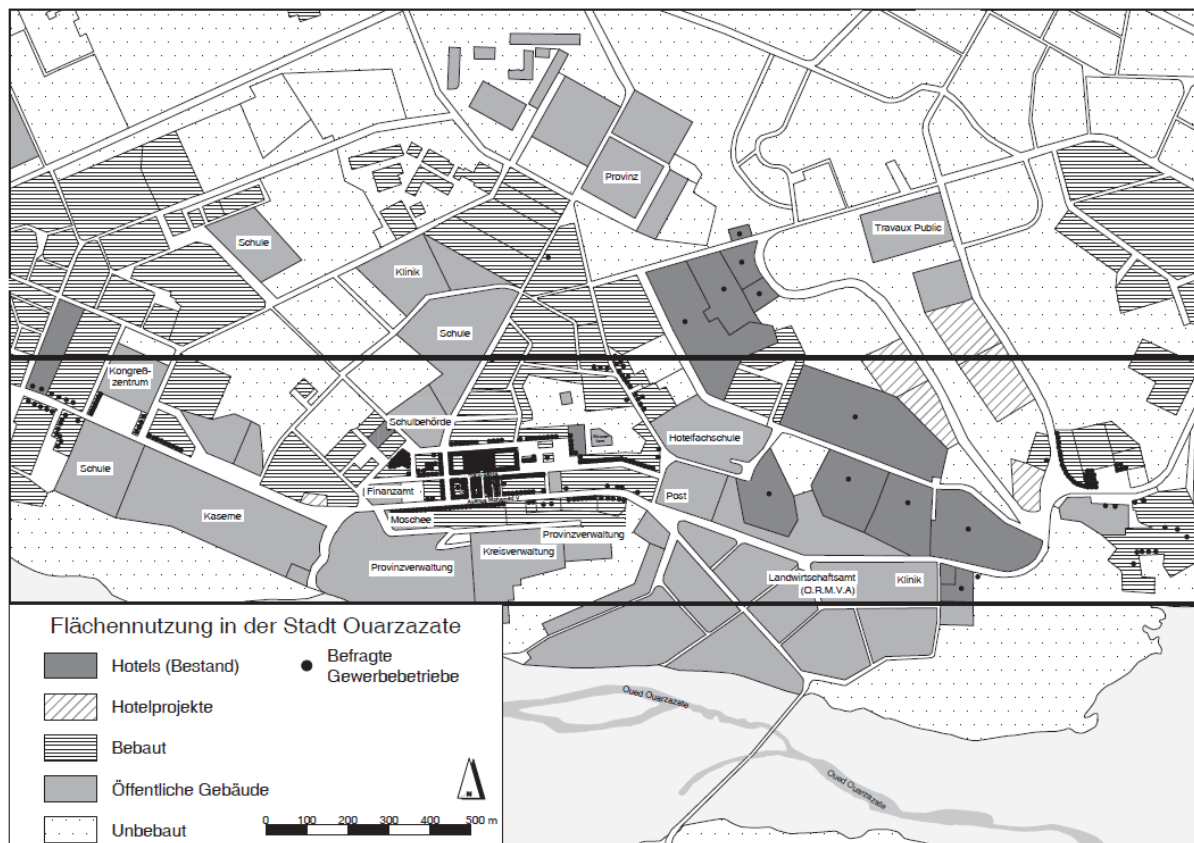 Provinz
Travaux Public
Schule
Klinik
Schule
Kongreß-
zentrum
Schulbehörde
Hotelfachschule
Schule
Finanzamt
Post
Kaserne
Moschee
Provinzverwaltung
Kreisverwaltung
Provinzverwaltung
Landwirtschaftsamt
(O.R.M.V.A)
Klinik
Flächennutzung in der Stadt Ouarzazate
Hotels (Bestand)
Befragte
Gewerbebetriebe
Hotelprojekte
Bebaut
Öffentliche Gebäude
Unbebaut
N
0 100 200 300 400 500 m
Oued Ouarzazate
Oued Ouarzazate